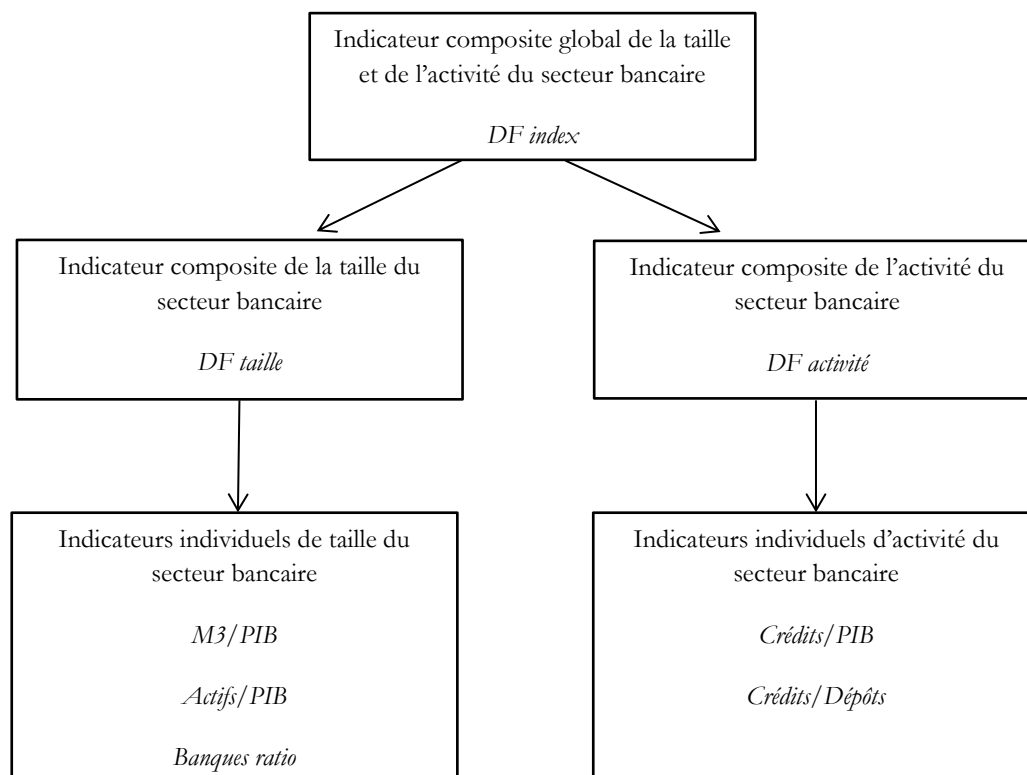 Indicateur composite global de la taille
et de l’activité du secteur bancaire
DF index
Indicateur composite de la taille du
secteur bancaire
DF taille
Indicateur composite de l’activité du
secteur bancaire
DF activité
Indicateurs individuels de taille du
secteur bancaire
M3/PIB
Actifs/PIB
Banques ratio
Indicateurs individuels d’activité du
secteur bancaire
Crédits/PIB
Crédits/Dépôts